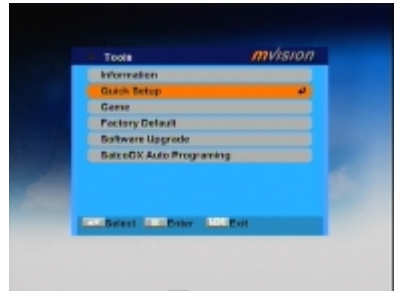 Tools
mvision
Information
Quick Setup
Game
Factory Default
Software Upgrade
SatcoDX Auto Programing
Select Enter Exit